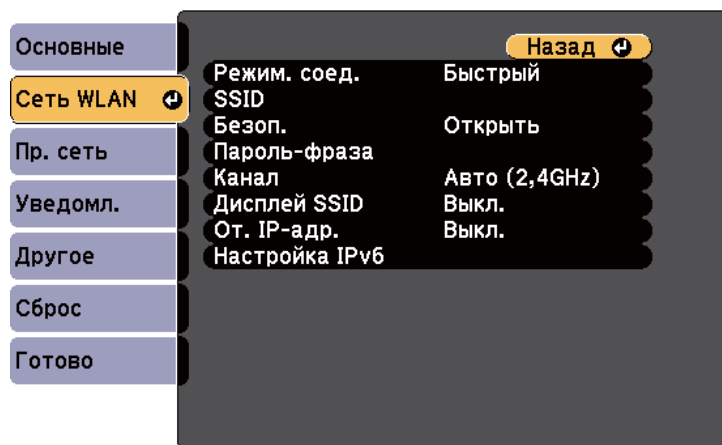 Основные
Сеть WLAN
Пр. сеть
Уведомл.
Другое
Сброс
Готово
Назад
Режим. соед. Быстрый
SSID
Безоп. Открыть
Пароль-фраза
Канал Авто (2,4GHz)
Дисплей SSID Выкл.
От. IP-адр. Выкл.
Настройка IPv6